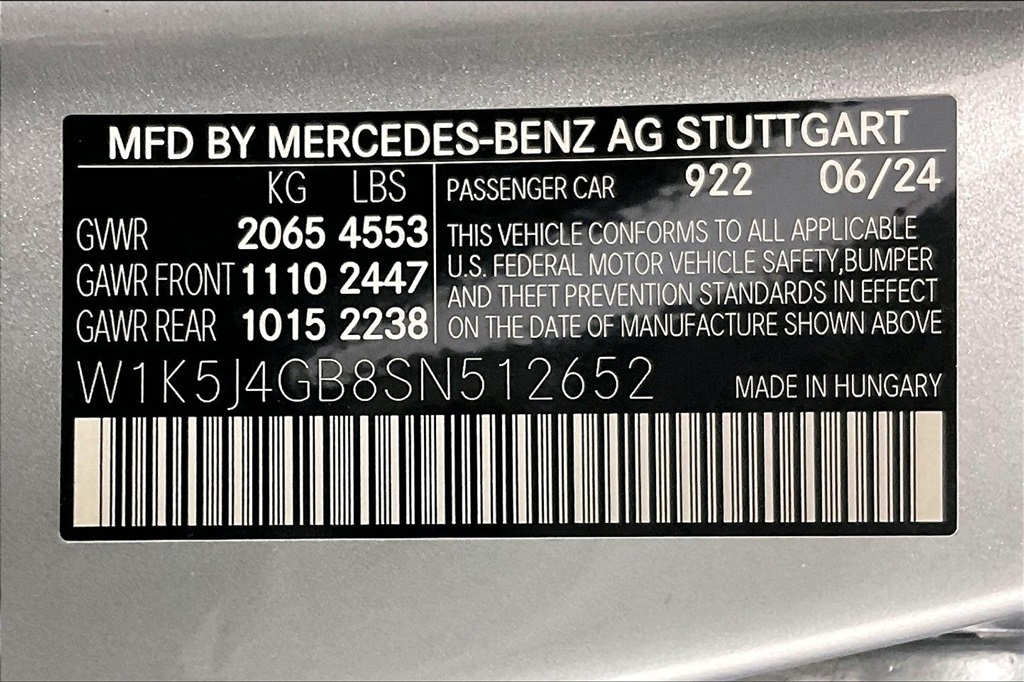 MFD BY MERCEDES-BENZ AG STUTTGART
KG LBS
GVWR 2065 4553
GAWR FRONT 1110 2447
GAWR REAR 1015 2238
PASSENGER CAR 922 06/24
THIS VEHICLE CONFORMS TO ALL APPLICABLE
U.S. FEDERAL MOTOR VEHICLE SAFETY,BUMPER
AND THEFT PREVENTION STANDARDS IN EFFECT
ON THE DATE OF MANUFACTURE SHOWN ABOVE
W1K5J4GB8SN512652
MADE IN HUNGARY